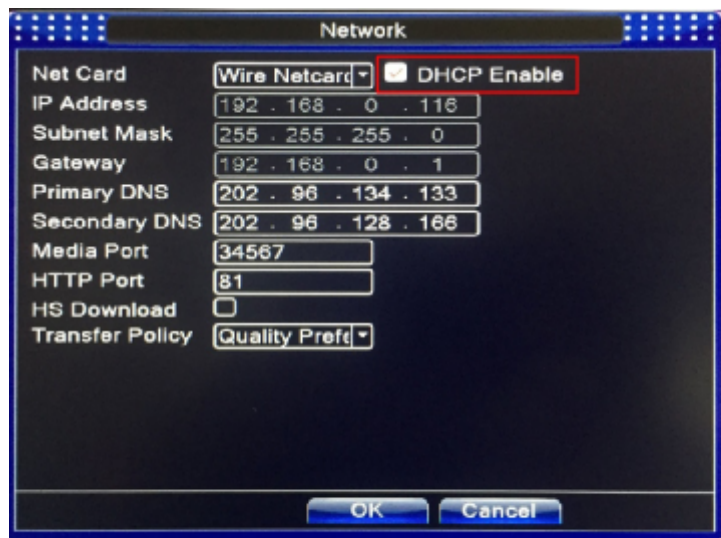 Network
Net Card Wire Netcard DHCP Enable
IP Address 192 . 168 . 0 . 116
Subnet Mask 255 . 255 . 255 . 0
Gateway 192 . 168 . 0 . 1
Primary DNS 202 . 96 . 134 . 133
Secondary DNS 202 . 96 . 128 . 166
Media Port 34567
HTTP Port 81
HS Download
Transfer Policy Quality Prefe
OK Cancel